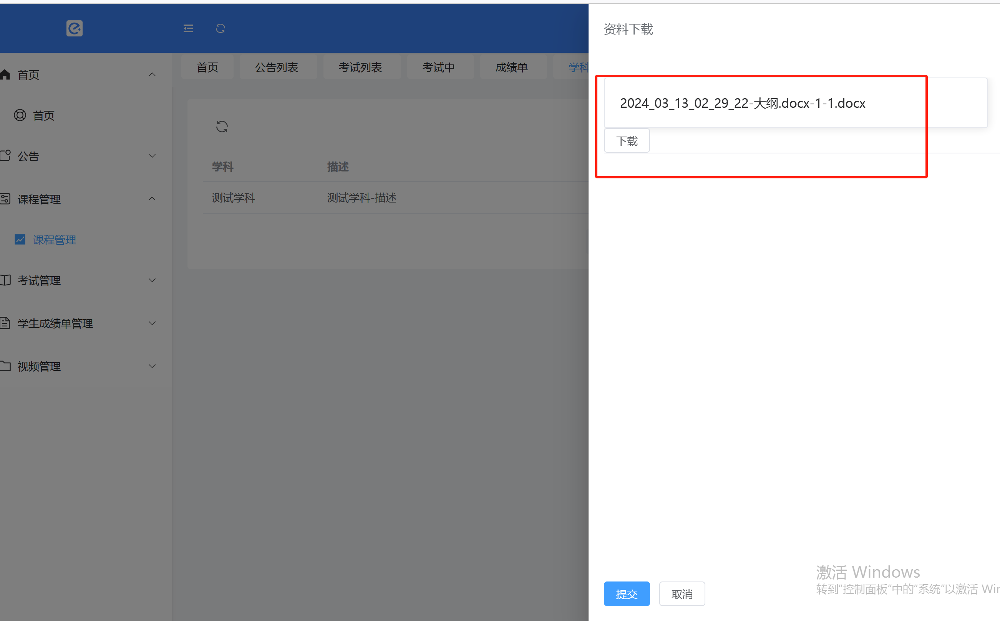 资料下载
首页
公告列表
考试列表
考试中
成绩单
学科
首页
首页
公告
课程管理
课程管理
考试管理
学生成绩单管理
视频管理
学科 描述
测试学科 测试学科-描述
2024_03_13_02_29_22-大纲.docx-1-1.docx
下载
提交 取消
激活 Windows
转到"控制面板"中的"系统"以激活 Win